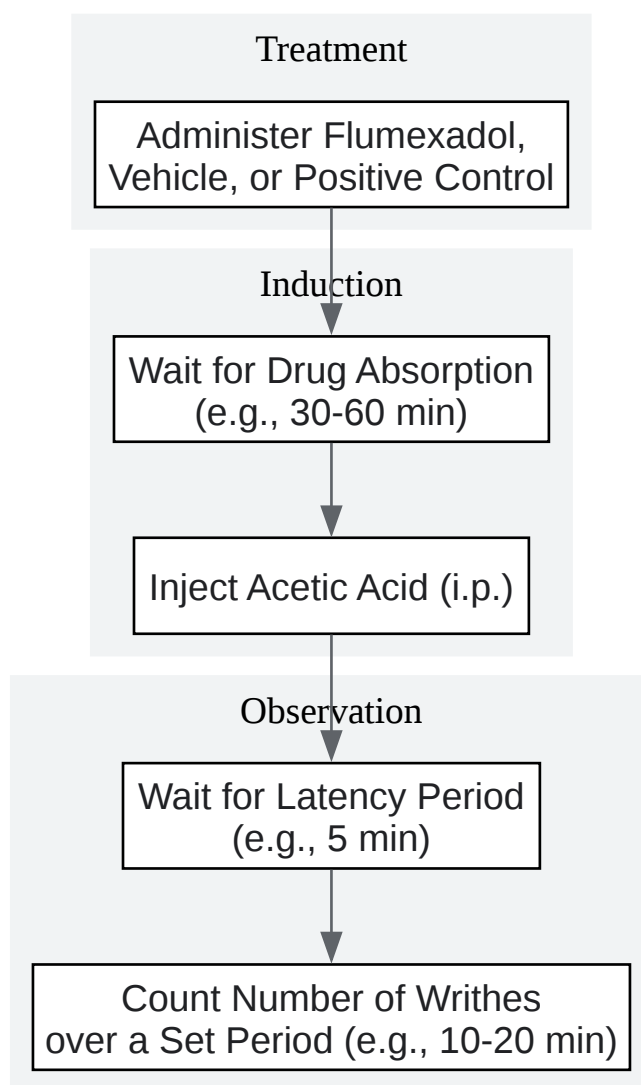 Treatment
Administer Flumexadol,
Vehicle, or Positive Control
Induction
Wait for Drug Absorption
(e.g., 30-60 min)
Inject Acetic Acid (i.p.)
Observation
Wait for Latency Period
(e.g., 5 min)
Count Number of Writhes
over a Set Period (e.g., 10-20 min)